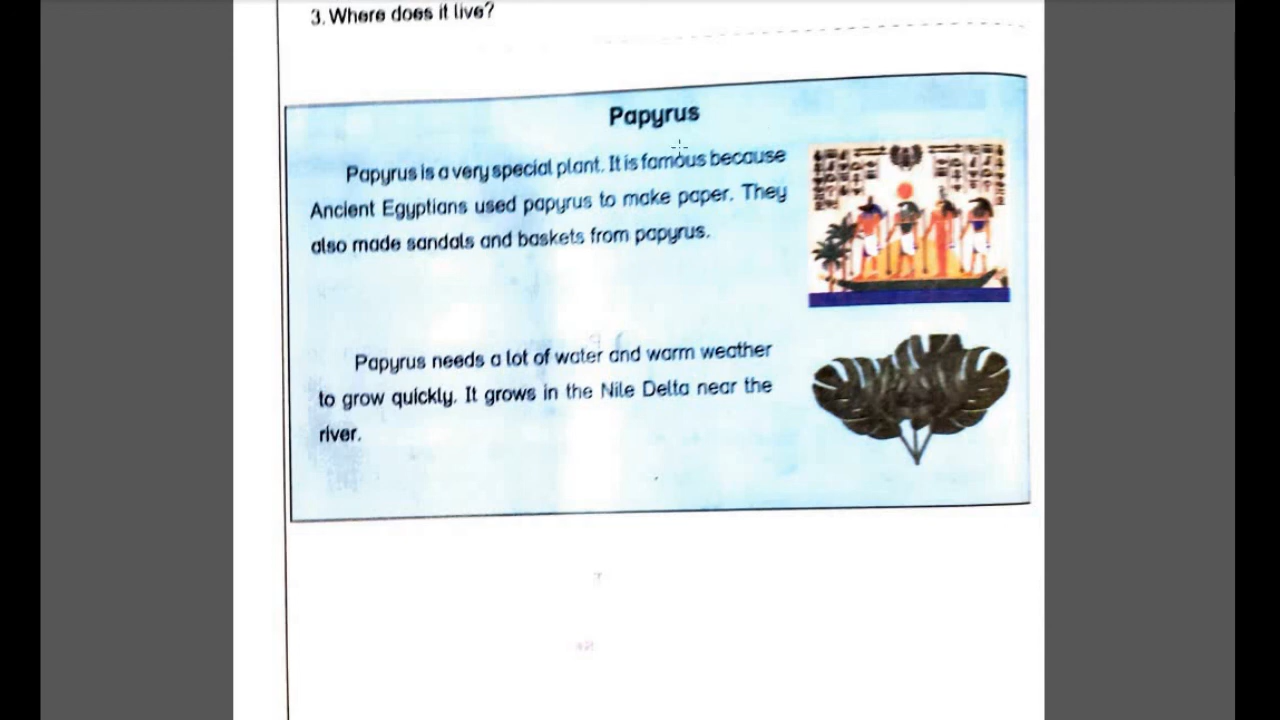 3. Where does it live?
Papyrus
Papyrus is a very special plant. It is famous because
Ancient Egyptians used papyrus to make paper. They
also made sandals and baskets from papyrus.
Papyrus needs a lot of water and warm weather
to grow quickly. It grows in the Nile Delta near the
river.